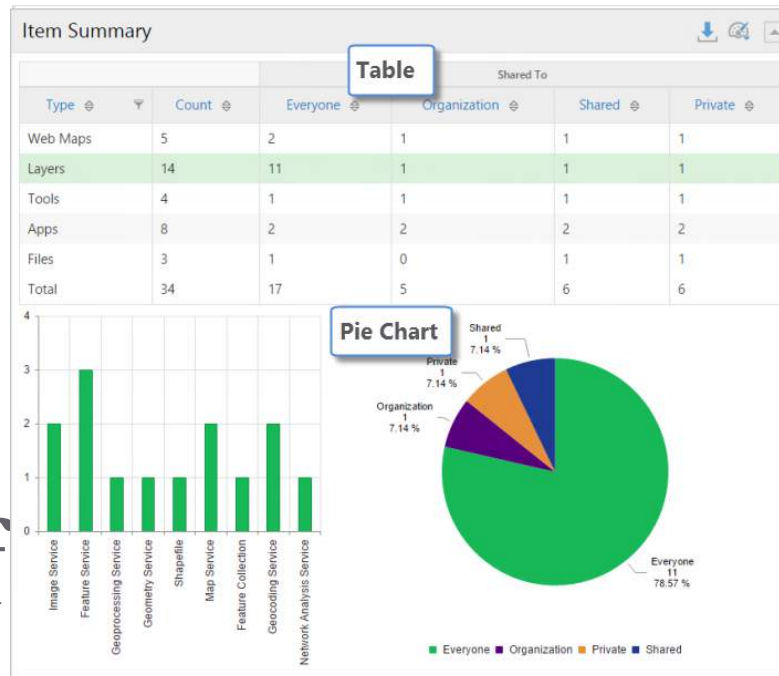 Item Summary
Table
Shared To
Type Count Everyone Organization Shared Private
Web Maps 5 2 1 1 1
Layers 14 11 1 1 1
Tools 4 1 1 1 1
Apps 8 2 2 2 2
Files 3 1 0 1 1
Total 34 17 5 6 6
Pie Chart
4
3
2
1
0
Image Service
Feature Service
Geoprocessing Service
Geometry Service
Shapefile
Map Service
Feature Collection
Geocoding Service
Network Analysis Service
Shared
1
7.14 %
Private
1
7.14 %
Organization
1
7.14 %
Everyone
11
78.57 %
Everyone Organization Private Shared